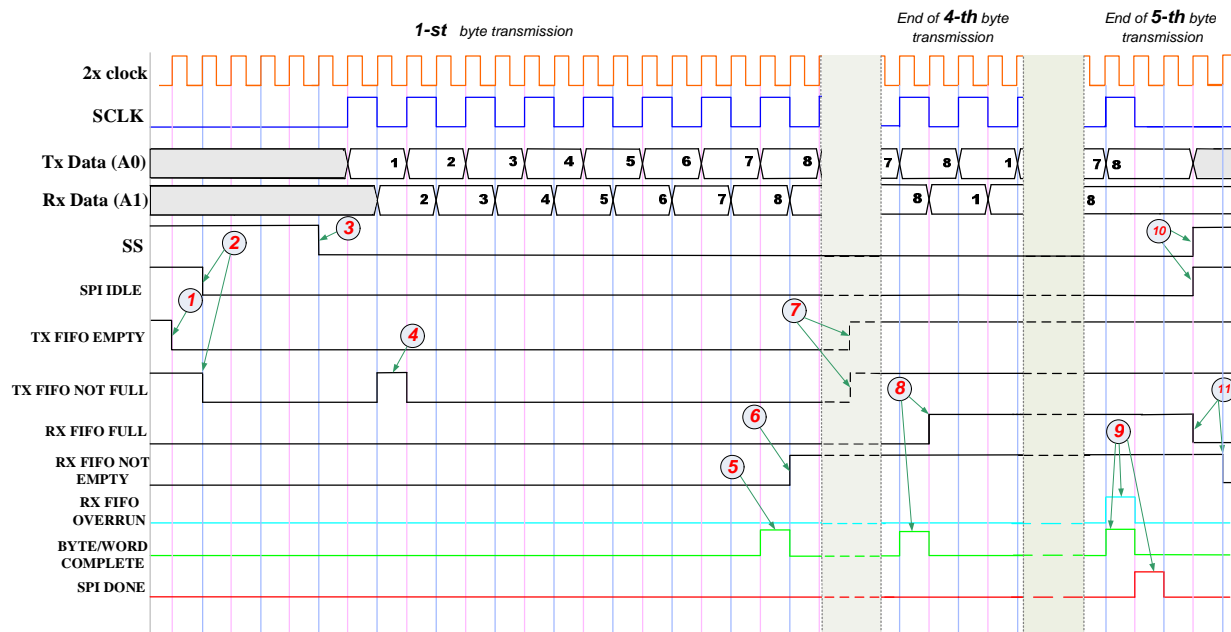 1-st byte transmission
End of 4-th byte
transmission
End of 5-th byte
transmission
2x clock
SCLK
Tx Data (A0)
1 2 3 4 5 6 7 8 7 8 1 7 8
Rx Data (A1)
2 3 4 5 6 7 8 8 1 8
SS
3
2
10
SPI IDLE
1
TX FIFO EMPTY
4
7
TX FIFO NOT FULL
8
11
RX FIFO FULL
6
9
RX FIFO NOT
EMPTY
5
RX FIFO
OVERRUN
BYTE/WORD
COMPLETE
SPI DONE